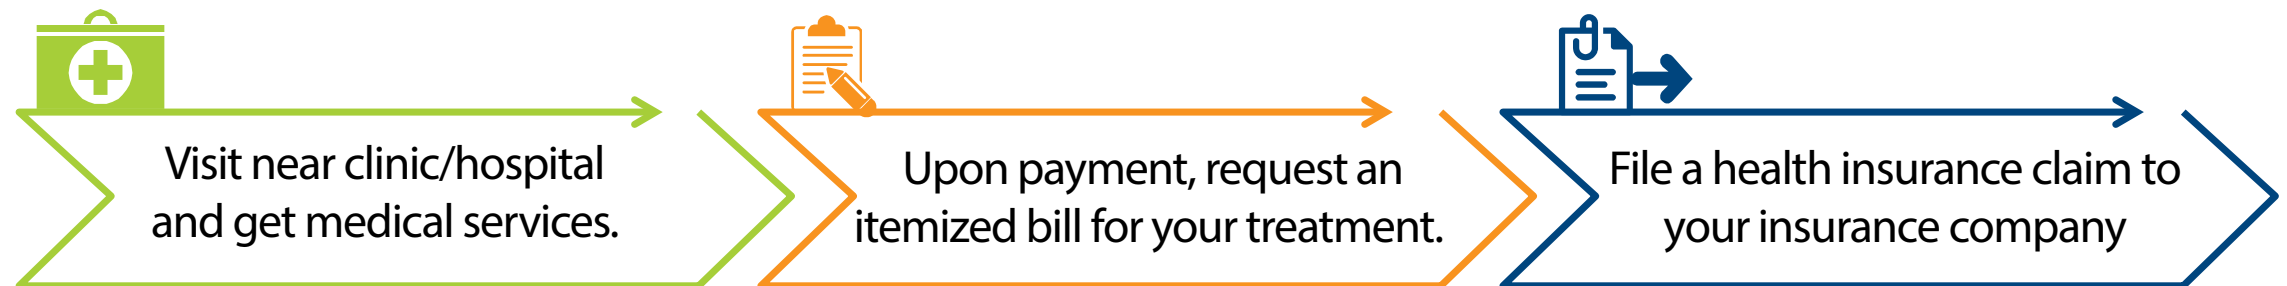 Visit near clinic/hospital
and get medical services.
Upon payment, request an
itemized bill for your treatment.
File a health insurance claim to
your insurance company